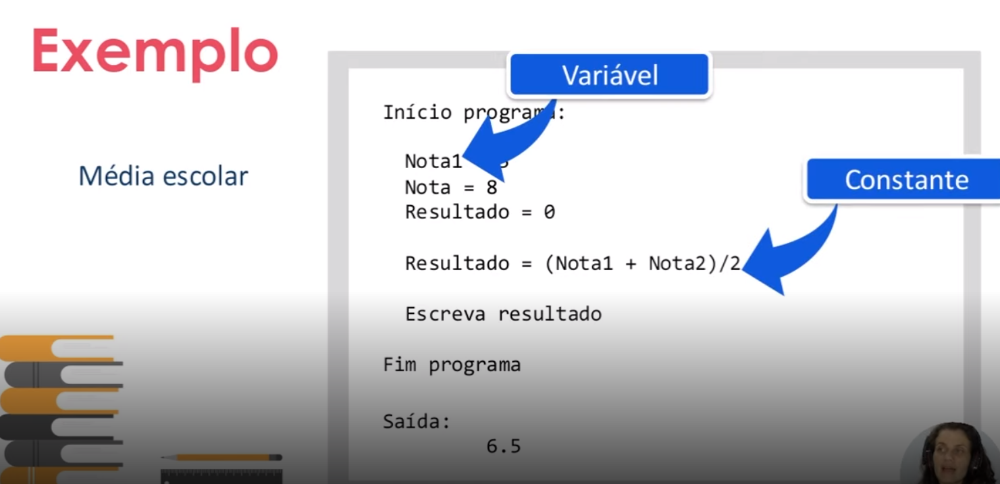 Exemplo
Média escolar
Variável
Constante
Início programa:
Nota1
Nota = 8
Resultado = 0
Resultado = (Nota1 + Nota2)/2
Escreva resultado
Fim programa
Saída:
6.5